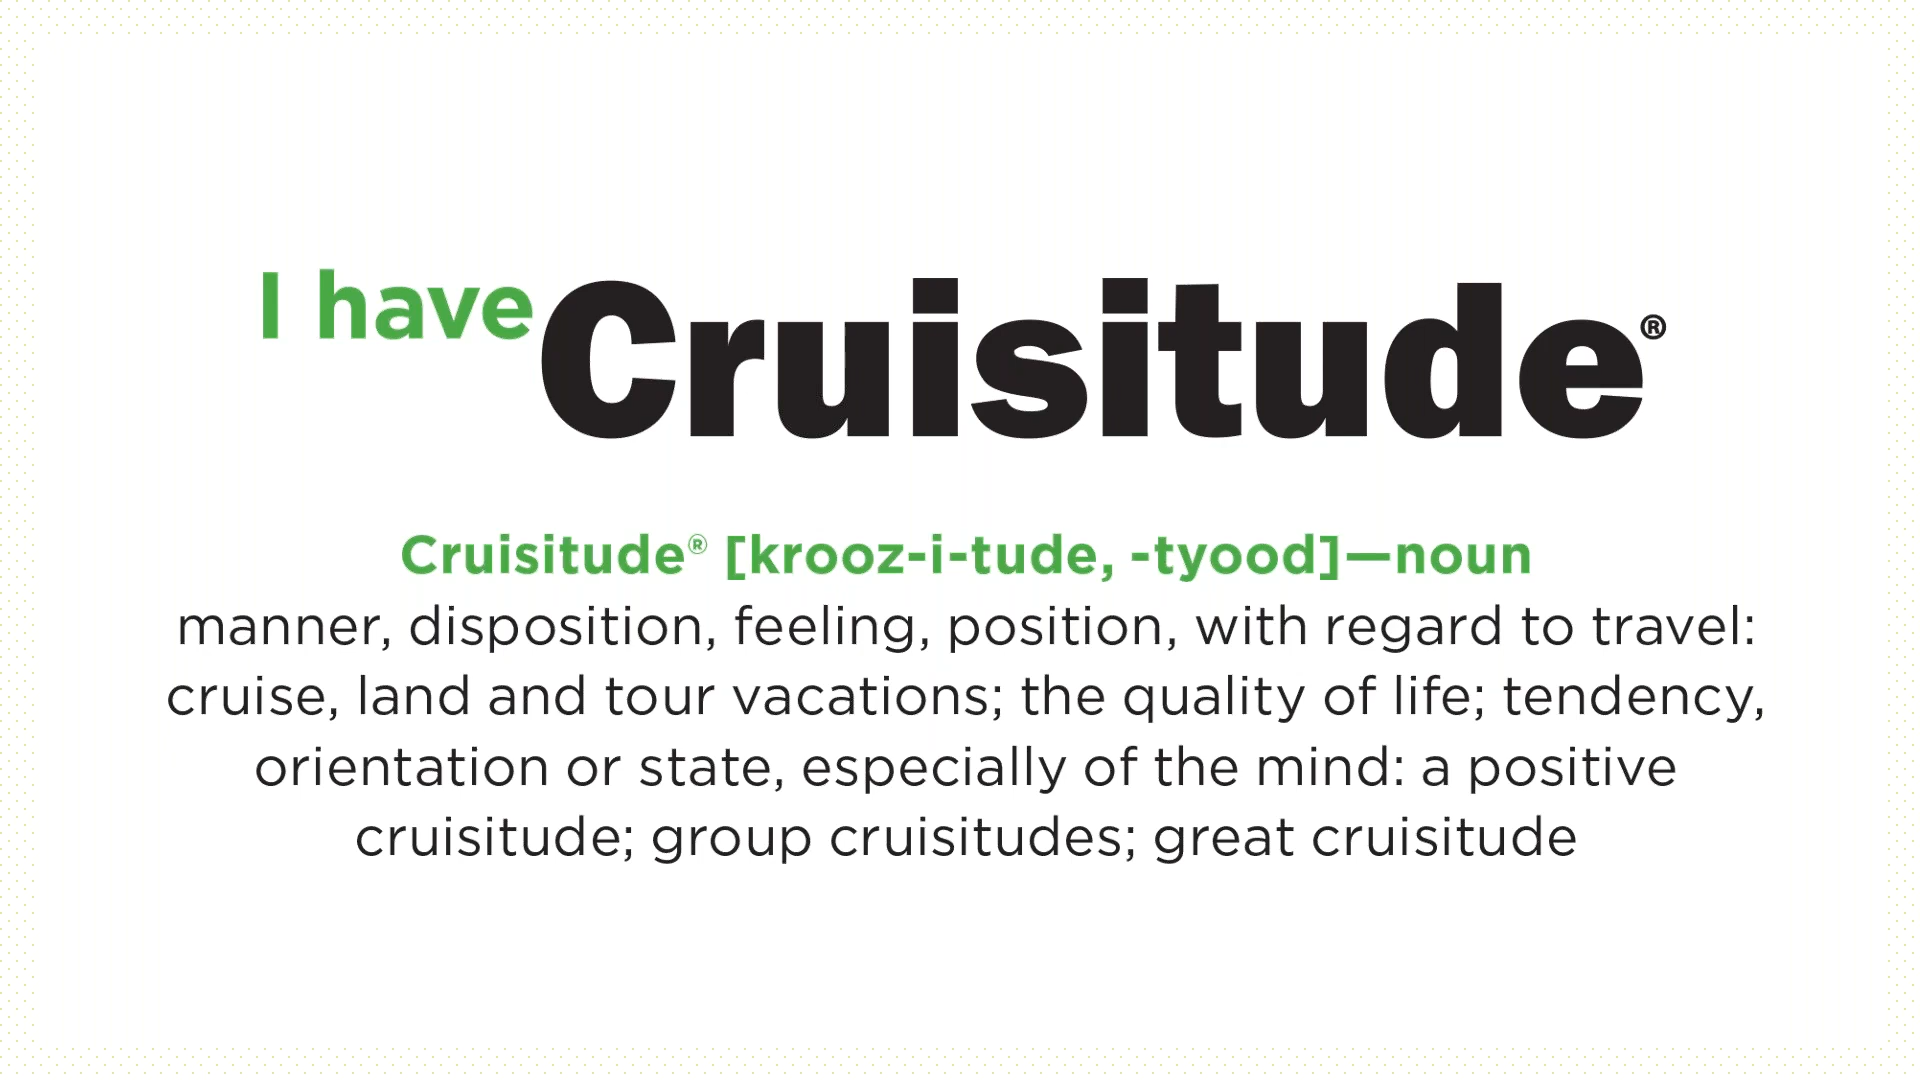 I have Cruisitude®
Cruisitude® [krooz-i-tude, -tyood]—noun
manner, disposition, feeling, position, with regard to travel:
cruise, land and tour vacations; the quality of life; tendency,
orientation or state, especially of the mind: a positive
cruisitude; group cruisitudes; great cruisitude